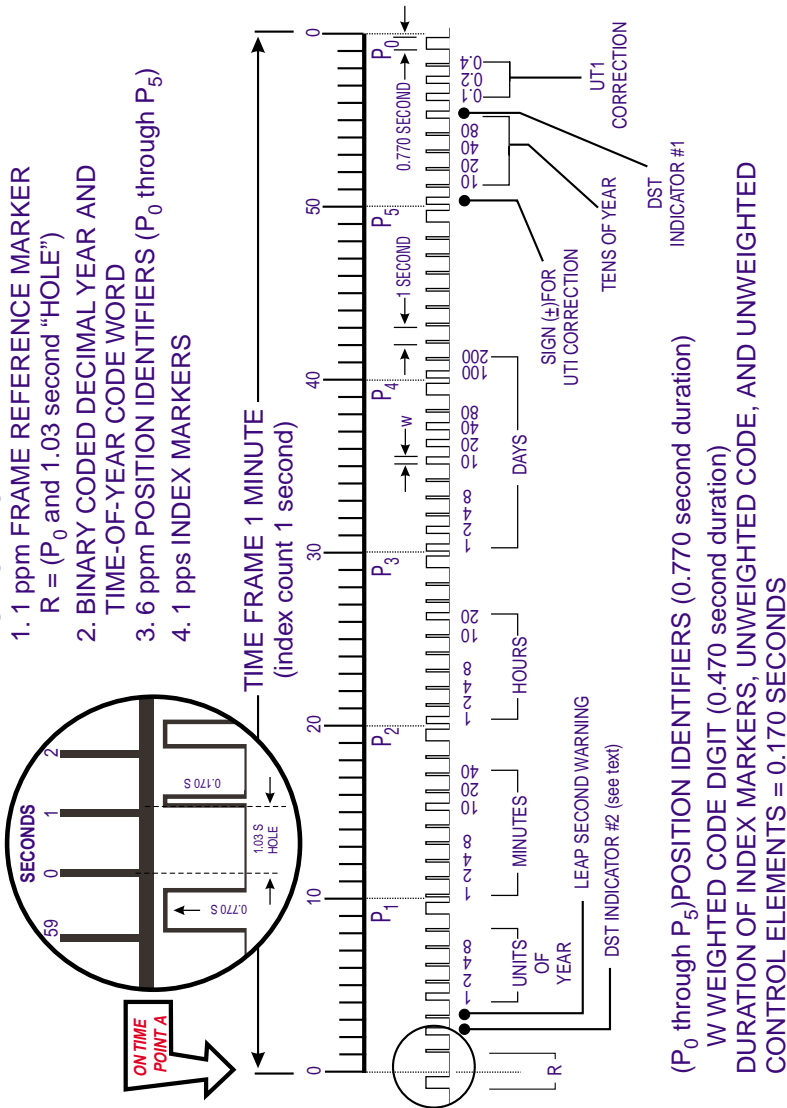 1. 1 ppm FRAME REFERENCE MARKER
R = (P0 and 1.03 second “HOLE”)
2. BINARY CODED DECIMAL YEAR AND
TIME-OF-YEAR CODE WORD
3. 6 ppm POSITION IDENTIFIERS (P0 through P5)
4. 1 pps INDEX MARKERS
SECONDS
59 0 1 2
0.770 S
1.03 S
HOLE
0.170 S
ON TIME
POINT A
TIME FRAME 1 MINUTE
(index count 1 second)
0 10 20 30 40 50 0
P1 P2 P3 P4 P5 P0
w
1 SECOND
0.770 SECOND
1 2 4 8 1 2 4 8 10 20 40 1 2 4 8 10 20 1 2 4 8 10 20 40 80 100 200 10 20 40 80 0.1 0.2 0.4
R
UNITS
OF
YEAR
MINUTES
HOURS
DAYS
LEAP SECOND WARNING
DST INDICATOR #2 (see text)
SIGN (±)FOR
UTI CORRECTION
TENS OF YEAR
DST
INDICATOR #1
UT1
CORRECTION
(P0 through P5)POSITION IDENTIFIERS (0.770 second duration)
W WEIGHTED CODE DIGIT (0.470 second duration)
DURATION OF INDEX MARKERS, UNWEIGHTED CODE, AND UNWEIGHTED
CONTROL ELEMENTS = 0.170 SECONDS